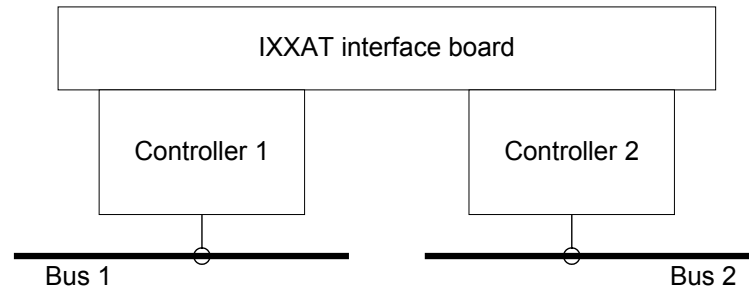 IXXAT interface board
Controller 1
Controller 2
Bus 1
Bus 2